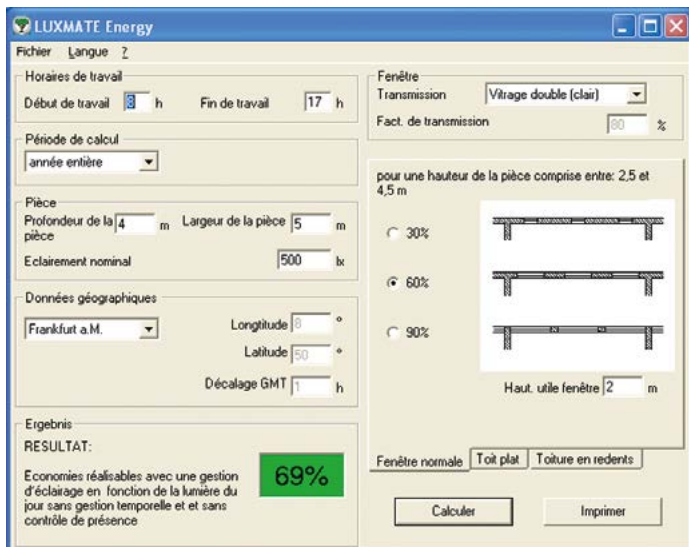 LUXMATE Energy
Fichier Langue ?
Horaires de travail
Début de travail 8 h Fin de travail 17 h
Période de calcul
année entière
Pièce
Profondeur de la pièce 4 m Largeur de la pièce 5 m
Eclairement nominal 500 lx
Données géographiques
Frankfurt a.M.
Longtitude 8 °
Latitude 50 °
Décalage GMT 1 h
Ergebnis
RESULTAT:
Economies réalisables avec une gestion
d'éclairage en fonction de la lumière du
jour sans gestion temporelle et et sans
contrôle de présence
69%
Fenêtre
Transmission Vitrage double (clair)
Fact. de transmission 80 %
pour une hauteur de la pièce comprise entre: 2,5 et
4,5 m
30%
60%
90%
Haut. utile fenêtre 2 m
Fenêtre normale Toit plat Toiture en redents
Calculer Imprimer